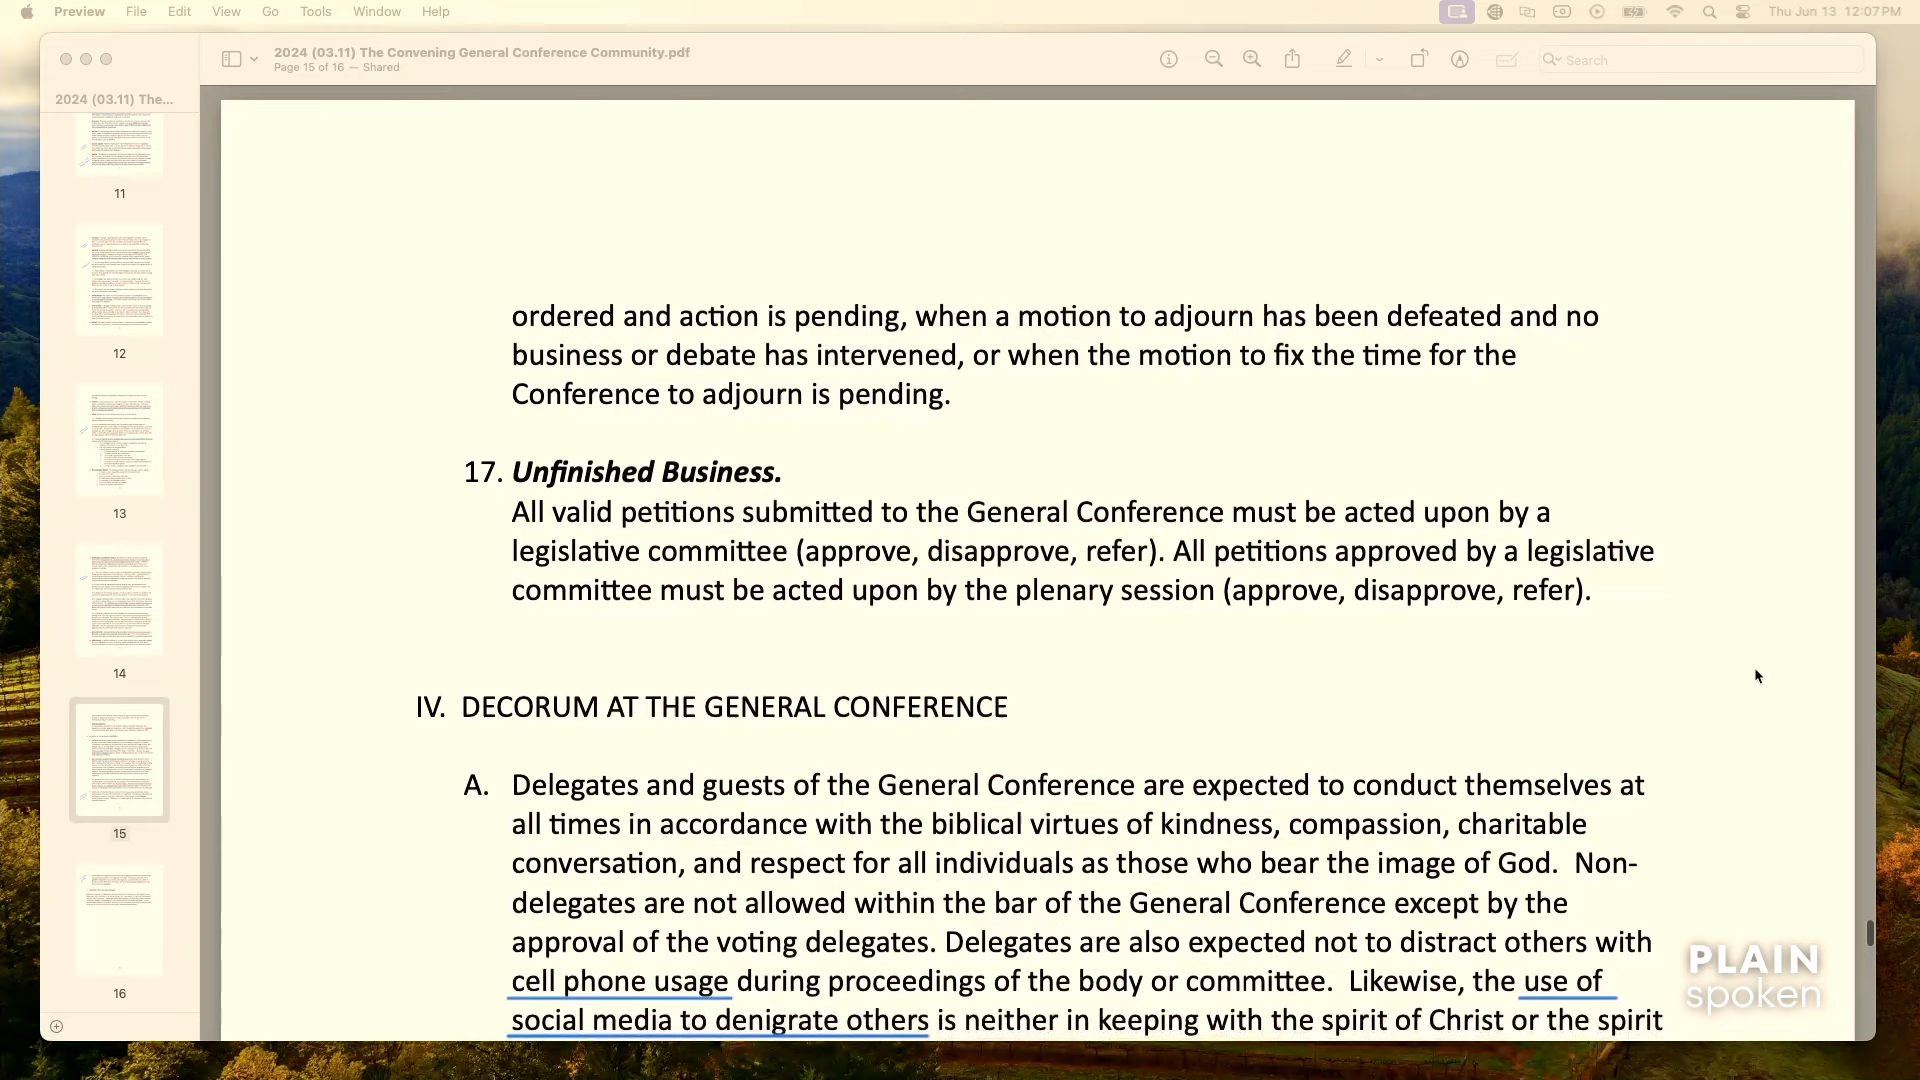 Preview File Edit View Go Tools Window Help Thu Jun 13 12:07 PM
2024 (03.11) The Convening General Conference Community.pdf
Page 15 of 16 — Shared
Search
2024 (03.11) The...
11
12
13
14
15
16
ordered and action is pending, when a motion to adjourn has been defeated and no
business or debate has intervened, or when the motion to fix the time for the
Conference to adjourn is pending.
17. Unfinished Business.
All valid petitions submitted to the General Conference must be acted upon by a
legislative committee (approve, disapprove, refer). All petitions approved by a legislative
committee must be acted upon by the plenary session (approve, disapprove, refer).
IV. DECORUM AT THE GENERAL CONFERENCE
A. Delegates and guests of the General Conference are expected to conduct themselves at
all times in accordance with the biblical virtues of kindness, compassion, charitable
conversation, and respect for all individuals as those who bear the image of God. Non-
delegates are not allowed within the bar of the General Conference except by the
approval of the voting delegates. Delegates are also expected not to distract others with
cell phone usage during proceedings of the body or committee. Likewise, the use of
social media to denigrate others is neither in keeping with the spirit of Christ or the spirit
PLAIN
spoken